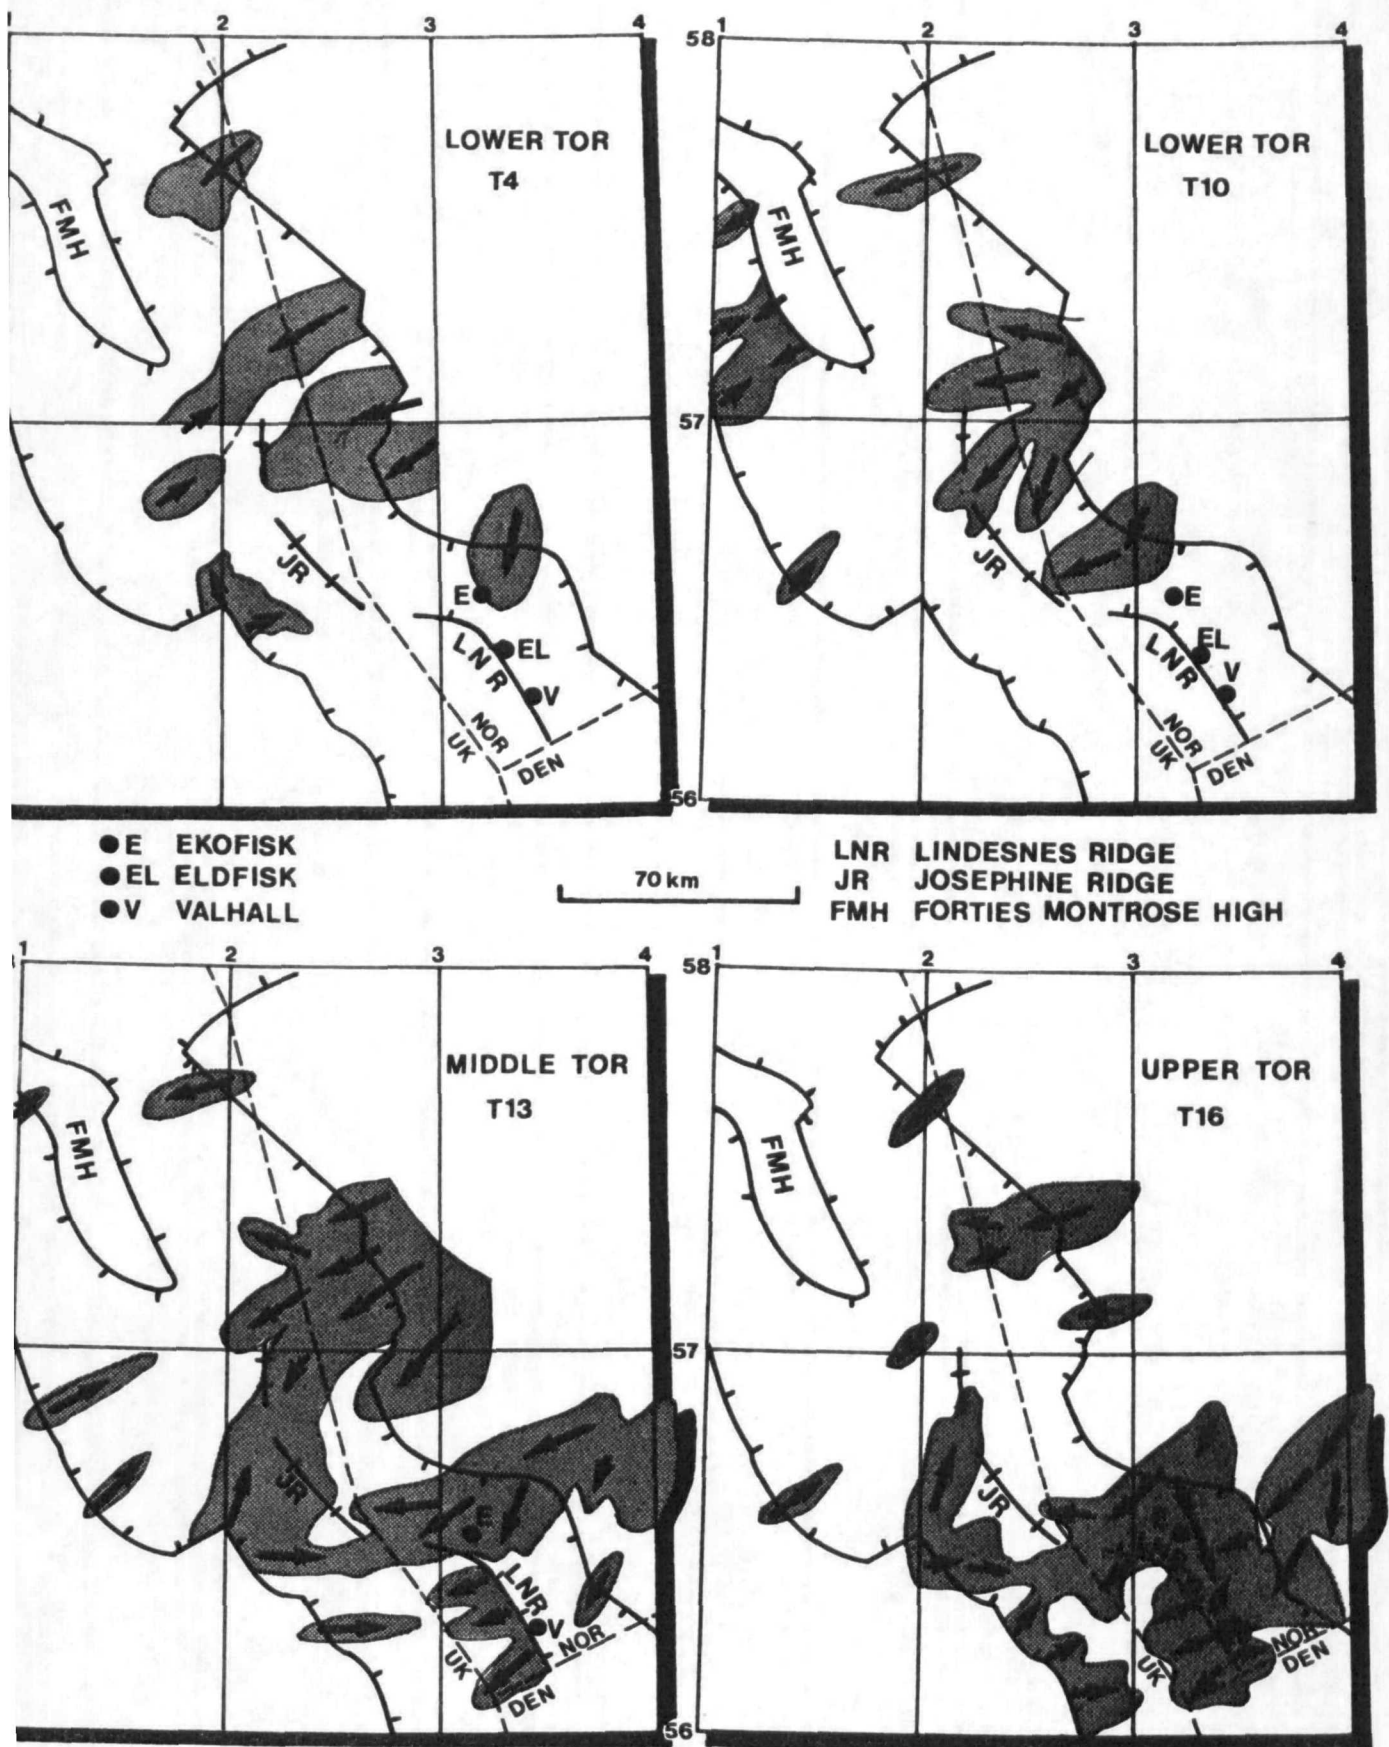 1 2 3 4
LOWER TOR
T4
FMH
JR
E
EL
LNR
V
NOR
UK
DEN
1 2 3 4
58
LOWER TOR
T10
FMH
57
JR
E
EL
LNR
V
NOR
UK
DEN
56
E EKOFISK
EL ELDFISK
V VALHALL
70 km
LNR LINDESNES RIDGE
JR JOSEPHINE RIDGE
FMH FORTIES MONTROSE HIGH
1 2 3 4
MIDDLE TOR
T13
FMH
JR
E
LNR
V
NOR
UK
DEN
1 2 3 4
58
UPPER TOR
T16
FMH
57
JR
NOR
UK
DEN
56